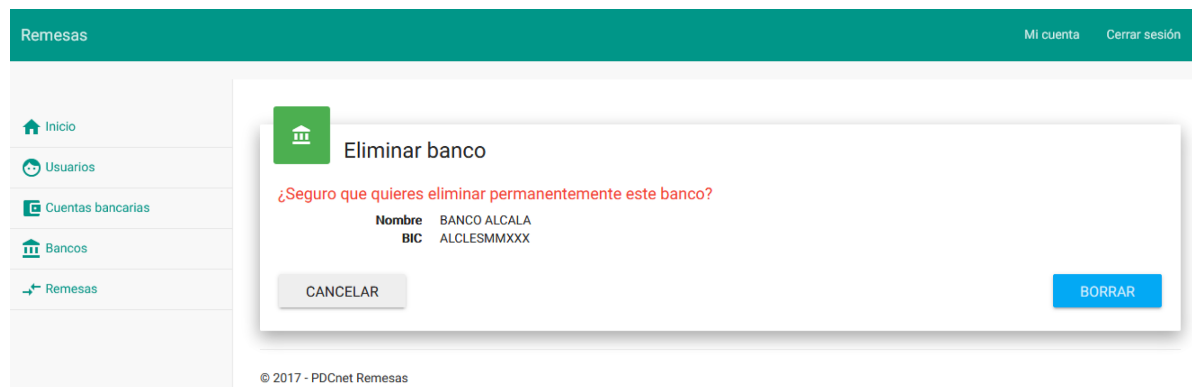 Remesas
Mi cuenta
Cerrar sesión
Inicio
Usuarios
Cuentas bancarias
Bancos
Remesas
Eliminar banco
¿Seguro que quieres eliminar permanentemente este banco?
Nombre BANCO ALCALA
BIC ALCLESMMXXX
CANCELAR
BORRAR
© 2017 - PDCnet Remesas